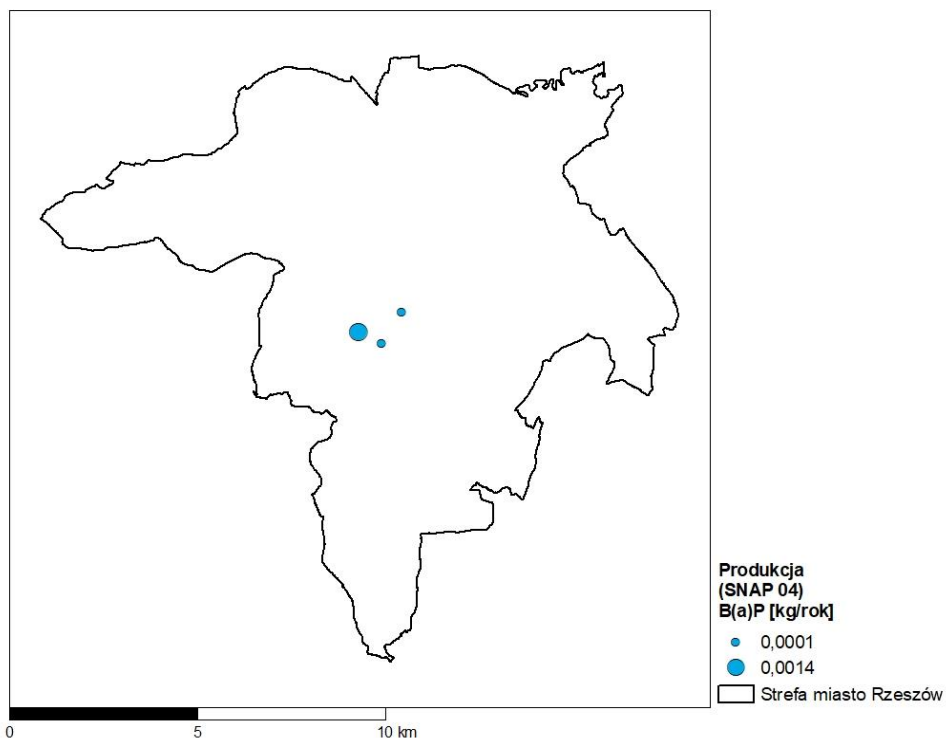 Produkcja
(SNAP 04)
B(a)P [kg/rok]
0,0001
0,0014
Strefa miasto Rzeszów
0 5 10 km